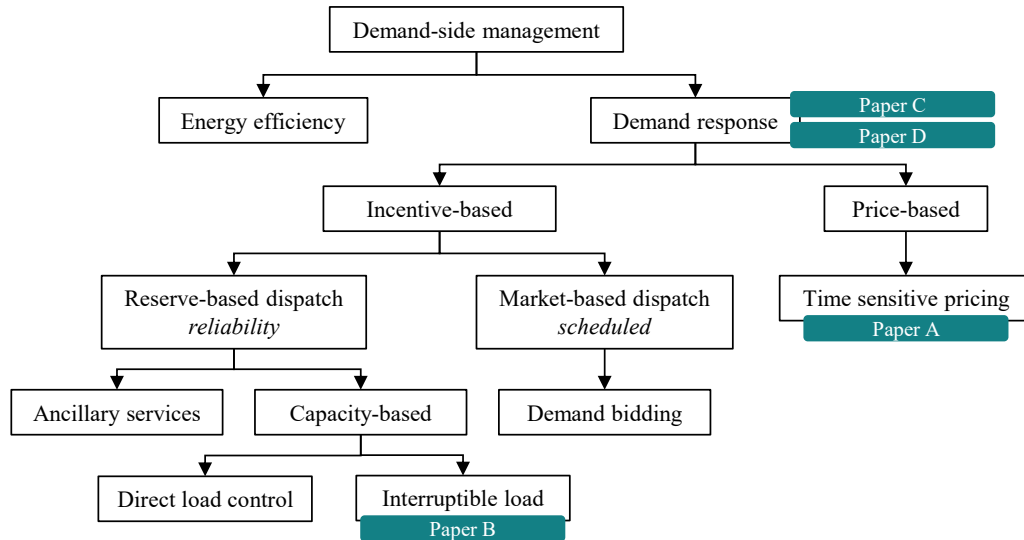 Demand-side management
Energy efficiency
Demand response
Paper C
Paper D
Incentive-based
Price-based
Reserve-based dispatch
reliability
Market-based dispatch
scheduled
Time sensitive pricing
Paper A
Ancillary services
Capacity-based
Demand bidding
Direct load control
Interruptible load
Paper B